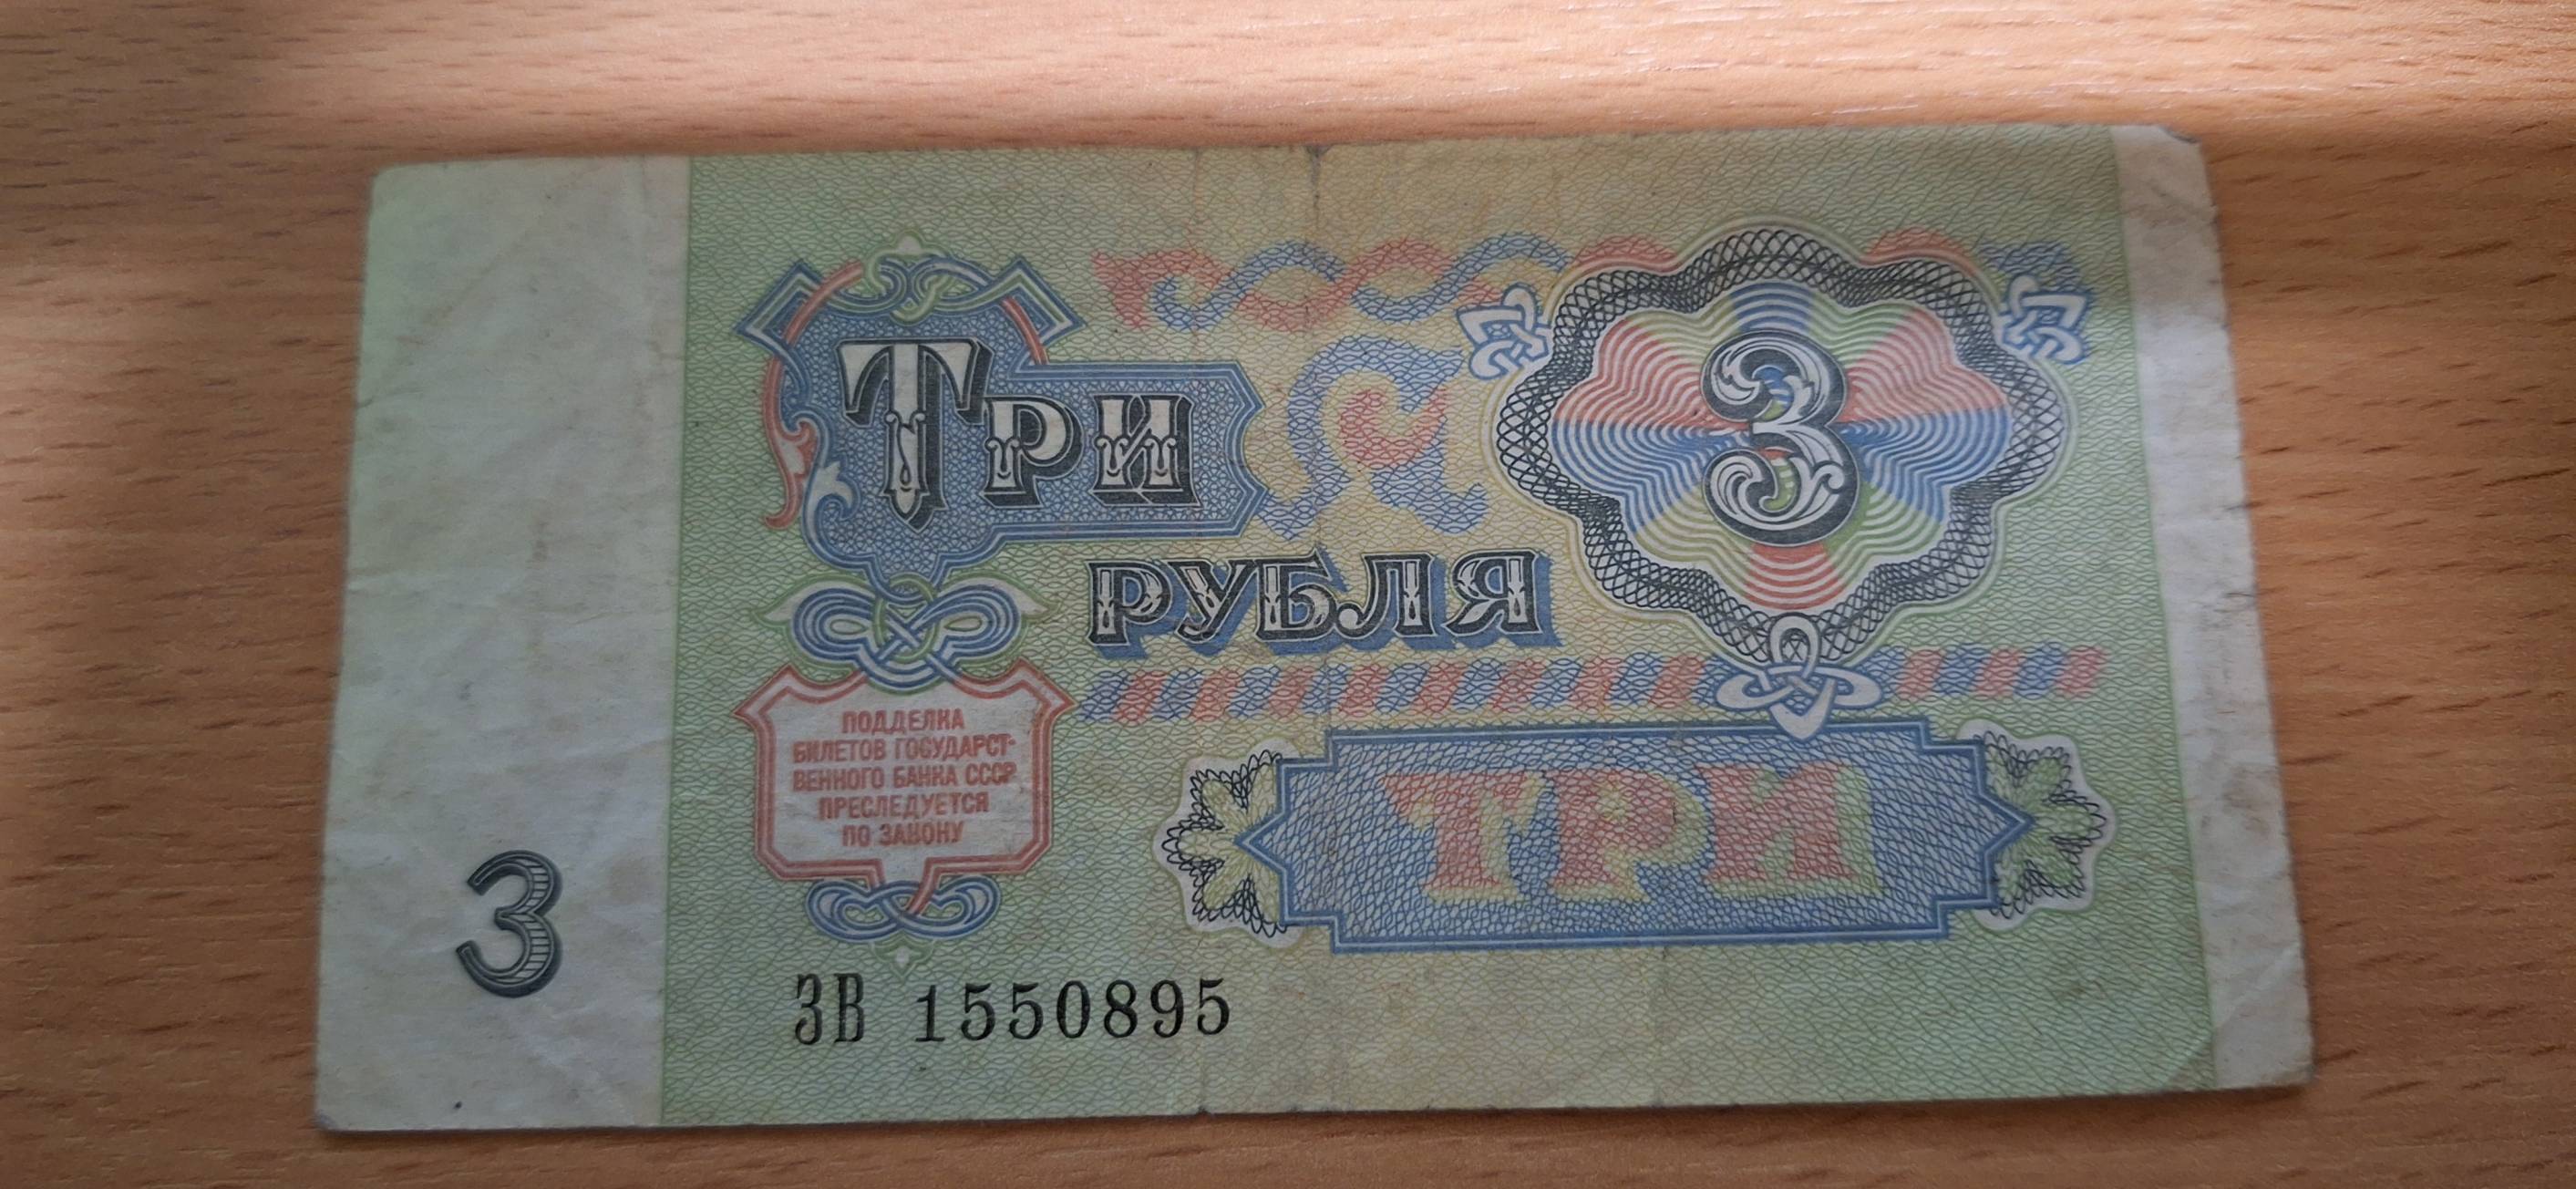 Три
3
РУБЛЯ
ПОДДЕЛКА
БИЛЕТОВ ГОСУДАРСТ-
ВЕННОГО БАНКА СССР
ПРЕСЛЕДУЕТСЯ
ПО ЗАКОНУ
ТРИ
3
ЗВ 1550895